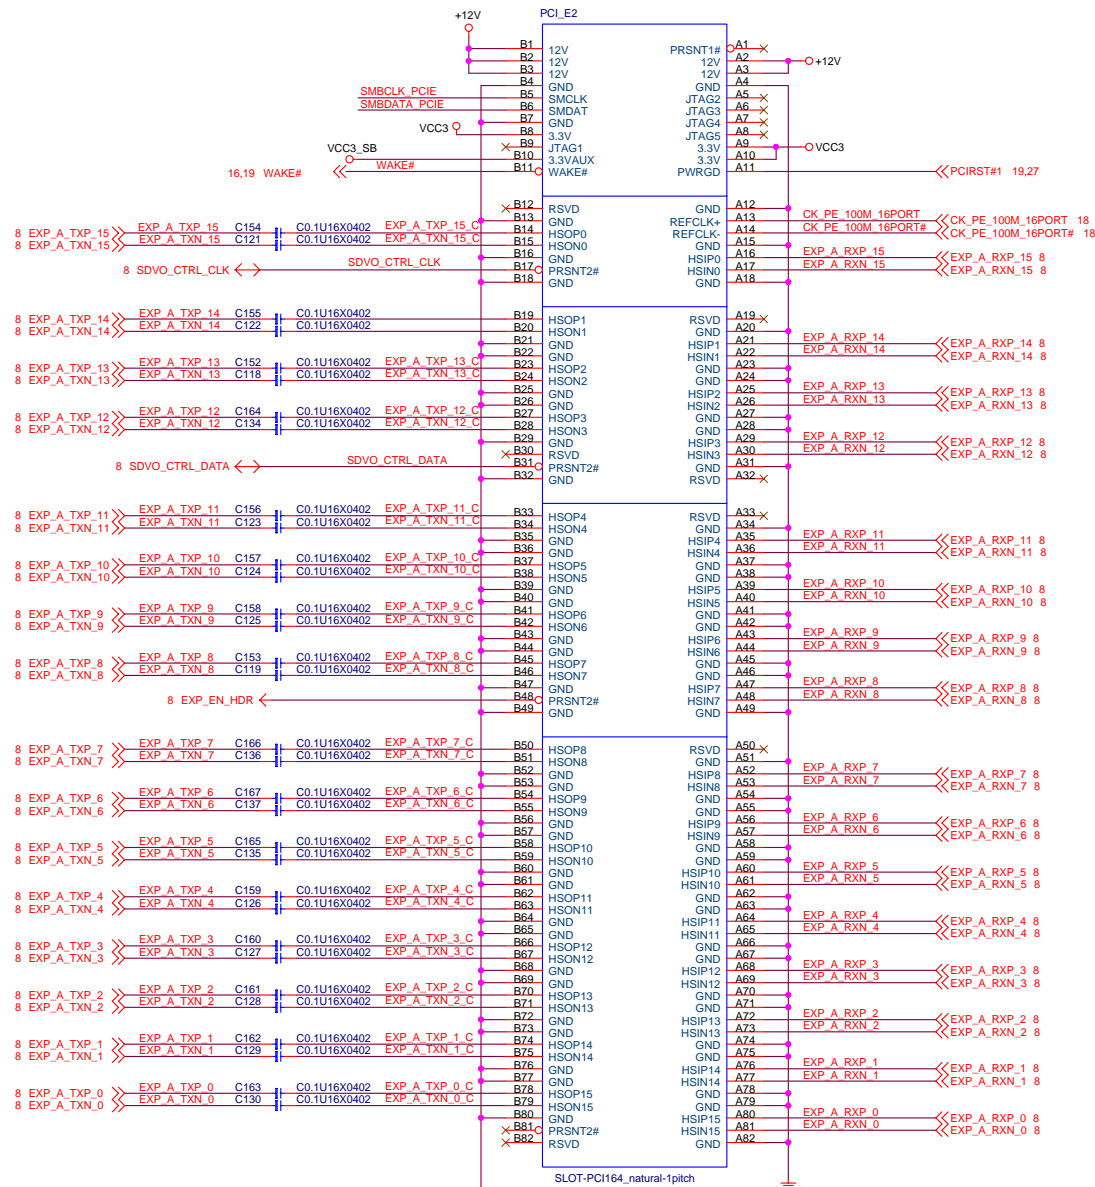 +12V PCI_E2
B1 12V PRSNT1# A1
B2 12V 12V A2 +12V
B3 12V 12V A3
B4 GND GND A4
SMBCLK_PCIE B5 SMCLK JTAG2 A5
SMBDATA_PCIE B6 SMDAT JTAG3 A6
B7 GND JTAG4 A7
VCC3 B8 3.3V JTAG5 A8
B9 JTAG1 3.3V A9 VCC3
VCC3_SB B10 3.3VAUX 3.3V A10
16,19 WAKE# WAKE# B11 WAKE# PWRGD A11 PCIRST#1 19,27
B12 RSVD GND A12
B13 GND REFCLK+ A13 CK_PE_100M_16PORT CK_PE_100M_16PORT 18
8 EXP_A_TXP_15 EXP_A_TXP_15 C154 C0.1U16X0402 EXP_A_TXP_15_C B14 HSOP0 REFCLK- A14 CK_PE_100M_16PORT# CK_PE_100M_16PORT# 18
8 EXP_A_TXN_15 EXP_A_TXN_15 C121 C0.1U16X0402 EXP_A_TXN_15_C B15 HSON0 GND A15
B16 GND HSIP0 A16 EXP_A_RXP_15 EXP_A_RXP_15 8
8 SDVO_CTRL_CLK SDVO_CTRL_CLK B17 PRSNT2# HSIN0 A17 EXP_A_RXN_15 EXP_A_RXN_15 8
B18 GND GND A18
8 EXP_A_TXP_14 EXP_A_TXP_14 C155 C0.1U16X0402 B19 HSOP1 RSVD A19
8 EXP_A_TXN_14 EXP_A_TXN_14 C122 C0.1U16X0402 B20 HSON1 GND A20
B21 GND HSIP1 A21 EXP_A_RXP_14 EXP_A_RXP_14 8
B22 GND HSIN1 A22 EXP_A_RXN_14 EXP_A_RXN_14 8
8 EXP_A_TXP_13 EXP_A_TXP_13 C152 C0.1U16X0402 EXP_A_TXP_13_C B23 HSOP2 GND A23
8 EXP_A_TXN_13 EXP_A_TXN_13 C118 C0.1U16X0402 EXP_A_TXN_13_C B24 HSON2 GND A24
B25 GND HSIP2 A25 EXP_A_RXP_13 EXP_A_RXP_13 8
B26 GND HSIN2 A26 EXP_A_RXN_13 EXP_A_RXN_13 8
8 EXP_A_TXP_12 EXP_A_TXP_12 C164 C0.1U16X0402 EXP_A_TXP_12_C B27 HSOP3 GND A27
8 EXP_A_TXN_12 EXP_A_TXN_12 C134 C0.1U16X0402 EXP_A_TXN_12_C B28 HSON3 GND A28
B29 GND HSIP3 A29 EXP_A_RXP_12 EXP_A_RXP_12 8
B30 RSVD HSIN3 A30 EXP_A_RXN_12 EXP_A_RXN_12 8
8 SDVO_CTRL_DATA SDVO_CTRL_DATA B31 PRSNT2# GND A31
B32 GND RSVD A32
8 EXP_A_TXP_11 EXP_A_TXP_11 C156 C0.1U16X0402 EXP_A_TXP_11_C B33 HSOP4 RSVD A33
8 EXP_A_TXN_11 EXP_A_TXN_11 C123 C0.1U16X0402 EXP_A_TXN_11_C B34 HSON4 GND A34
B35 GND HSIP4 A35 EXP_A_RXP_11 EXP_A_RXP_11 8
B36 GND HSIN4 A36 EXP_A_RXN_11 EXP_A_RXN_11 8
8 EXP_A_TXP_10 EXP_A_TXP_10 C157 C0.1U16X0402 EXP_A_TXP_10_C B37 HSOP5 GND A37
8 EXP_A_TXN_10 EXP_A_TXN_10 C124 C0.1U16X0402 EXP_A_TXN_10_C B38 HSON5 GND A38
B39 GND HSIP5 A39 EXP_A_RXP_10 EXP_A_RXP_10 8
B40 GND HSIN5 A40 EXP_A_RXN_10 EXP_A_RXN_10 8
8 EXP_A_TXP_9 EXP_A_TXP_9 C158 C0.1U16X0402 EXP_A_TXP_9_C B41 HSOP6 GND A41
8 EXP_A_TXN_9 EXP_A_TXN_9 C125 C0.1U16X0402 EXP_A_TXN_9_C B42 HSON6 GND A42
B43 GND HSIP6 A43 EXP_A_RXP_9 EXP_A_RXP_9 8
B44 GND HSIN6 A44 EXP_A_RXN_9 EXP_A_RXN_9 8
8 EXP_A_TXP_8 EXP_A_TXP_8 C153 C0.1U16X0402 EXP_A_TXP_8_C B45 HSOP7 GND A45
8 EXP_A_TXN_8 EXP_A_TXN_8 C119 C0.1U16X0402 EXP_A_TXN_8_C B46 HSON7 GND A46
B47 GND HSIP7 A47 EXP_A_RXP_8 EXP_A_RXP_8 8
8 EXP_EN_HDR B48 PRSNT2# HSIN7 A48 EXP_A_RXN_8 EXP_A_RXN_8 8
B49 GND GND A49
8 EXP_A_TXP_7 EXP_A_TXP_7 C166 C0.1U16X0402 EXP_A_TXP_7_C B50 HSOP8 RSVD A50
8 EXP_A_TXN_7 EXP_A_TXN_7 C136 C0.1U16X0402 EXP_A_TXN_7_C B51 HSON8 GND A51
B52 GND HSIP8 A52 EXP_A_RXP_7 EXP_A_RXP_7 8
B53 GND HSIN8 A53 EXP_A_RXN_7 EXP_A_RXN_7 8
8 EXP_A_TXP_6 EXP_A_TXP_6 C167 C0.1U16X0402 EXP_A_TXP_6_C B54 HSOP9 GND A54
8 EXP_A_TXN_6 EXP_A_TXN_6 C137 C0.1U16X0402 EXP_A_TXN_6_C B55 HSON9 GND A55
B56 GND HSIP9 A56 EXP_A_RXP_6 EXP_A_RXP_6 8
B57 GND HSIN9 A57 EXP_A_RXN_6 EXP_A_RXN_6 8
8 EXP_A_TXP_5 EXP_A_TXP_5 C165 C0.1U16X0402 EXP_A_TXP_5_C B58 HSOP10 GND A58
8 EXP_A_TXN_5 EXP_A_TXN_5 C135 C0.1U16X0402 EXP_A_TXN_5_C B59 HSON10 GND A59
B60 GND HSIP10 A60 EXP_A_RXP_5 EXP_A_RXP_5 8
B61 GND HSIN10 A61 EXP_A_RXN_5 EXP_A_RXN_5 8
8 EXP_A_TXP_4 EXP_A_TXP_4 C159 C0.1U16X0402 EXP_A_TXP_4_C B62 HSOP11 GND A62
8 EXP_A_TXN_4 EXP_A_TXN_4 C126 C0.1U16X0402 EXP_A_TXN_4_C B63 HSON11 GND A63
B64 GND HSIP11 A64 EXP_A_RXP_4 EXP_A_RXP_4 8
B65 GND HSIN11 A65 EXP_A_RXN_4 EXP_A_RXN_4 8
8 EXP_A_TXP_3 EXP_A_TXP_3 C160 C0.1U16X0402 EXP_A_TXP_3_C B66 HSOP12 GND A66
8 EXP_A_TXN_3 EXP_A_TXN_3 C127 C0.1U16X0402 EXP_A_TXN_3_C B67 HSON12 GND A67
B68 GND HSIP12 A68 EXP_A_RXP_3 EXP_A_RXP_3 8
B69 GND HSIN12 A69 EXP_A_RXN_3 EXP_A_RXN_3 8
8 EXP_A_TXP_2 EXP_A_TXP_2 C161 C0.1U16X0402 EXP_A_TXP_2_C B70 HSOP13 GND A70
8 EXP_A_TXN_2 EXP_A_TXN_2 C128 C0.1U16X0402 EXP_A_TXN_2_C B71 HSON13 GND A71
B72 GND HSIP13 A72 EXP_A_RXP_2 EXP_A_RXP_2 8
B73 GND HSIN13 A73 EXP_A_RXN_2 EXP_A_RXN_2 8
8 EXP_A_TXP_1 EXP_A_TXP_1 C162 C0.1U16X0402 EXP_A_TXP_1_C B74 HSOP14 GND A74
8 EXP_A_TXN_1 EXP_A_TXN_1 C129 C0.1U16X0402 EXP_A_TXN_1_C B75 HSON14 GND A75
B76 GND HSIP14 A76 EXP_A_RXP_1 EXP_A_RXP_1 8
B77 GND HSIN14 A77 EXP_A_RXN_1 EXP_A_RXN_1 8
8 EXP_A_TXP_0 EXP_A_TXP_0 C163 C0.1U16X0402 EXP_A_TXP_0_C B78 HSOP15 GND A78
8 EXP_A_TXN_0 EXP_A_TXN_0 C130 C0.1U16X0402 EXP_A_TXN_0_C B79 HSON15 GND A79
B80 GND HSIP15 A80 EXP_A_RXP_0 EXP_A_RXP_0 8
B81 PRSNT2# HSIN15 A81 EXP_A_RXN_0 EXP_A_RXN_0 8
B82 RSVD GND A82
SLOT-PCI164_natural-1pitch